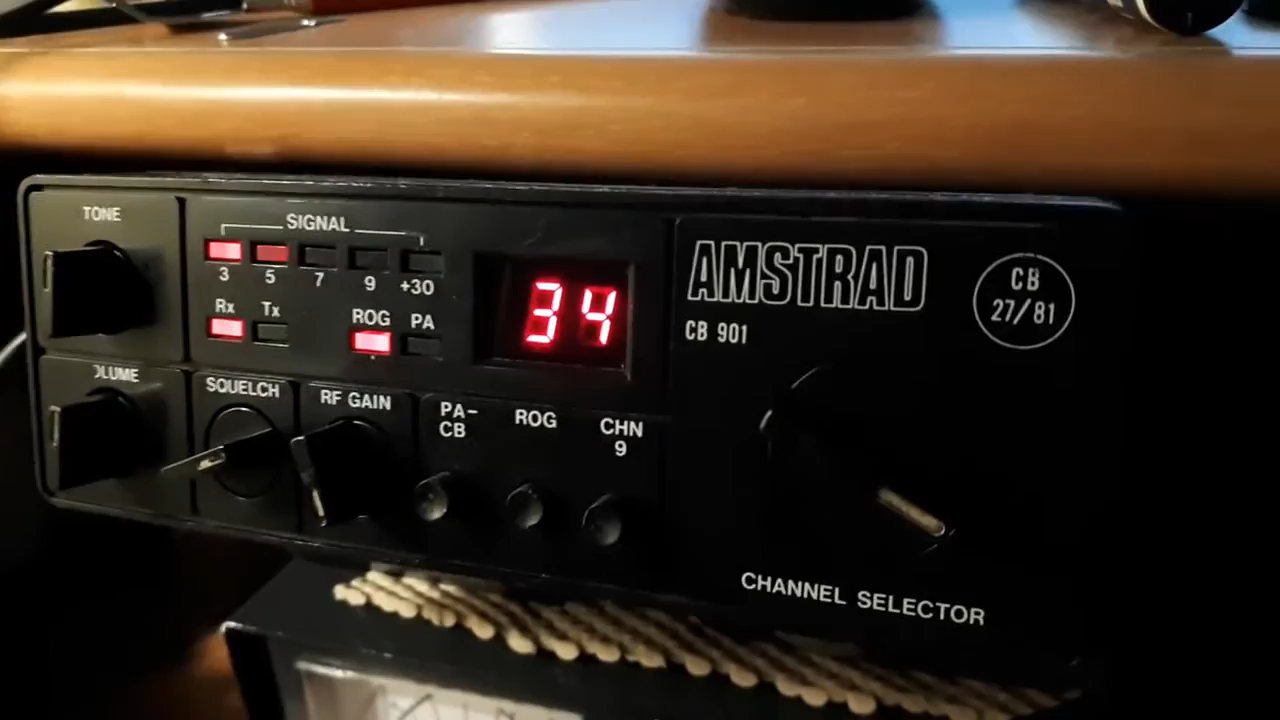 TONE
SIGNAL
3 5 7 9 +30
Rx Tx ROG PA
34
AMSTRAD
CB 901
CB
27/81
OLUME
SQUELCH
RF GAIN
PA-
CB
ROG
CHN
9
CHANNEL SELECTOR